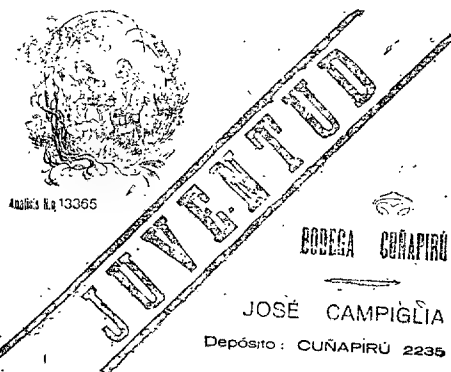 Análisis N.o 13365
JUVENTUD
BODEGA CUÑAPIRÚ
JOSÉ CAMPIGLIA
Depósito: CUÑAPIRÚ 2235